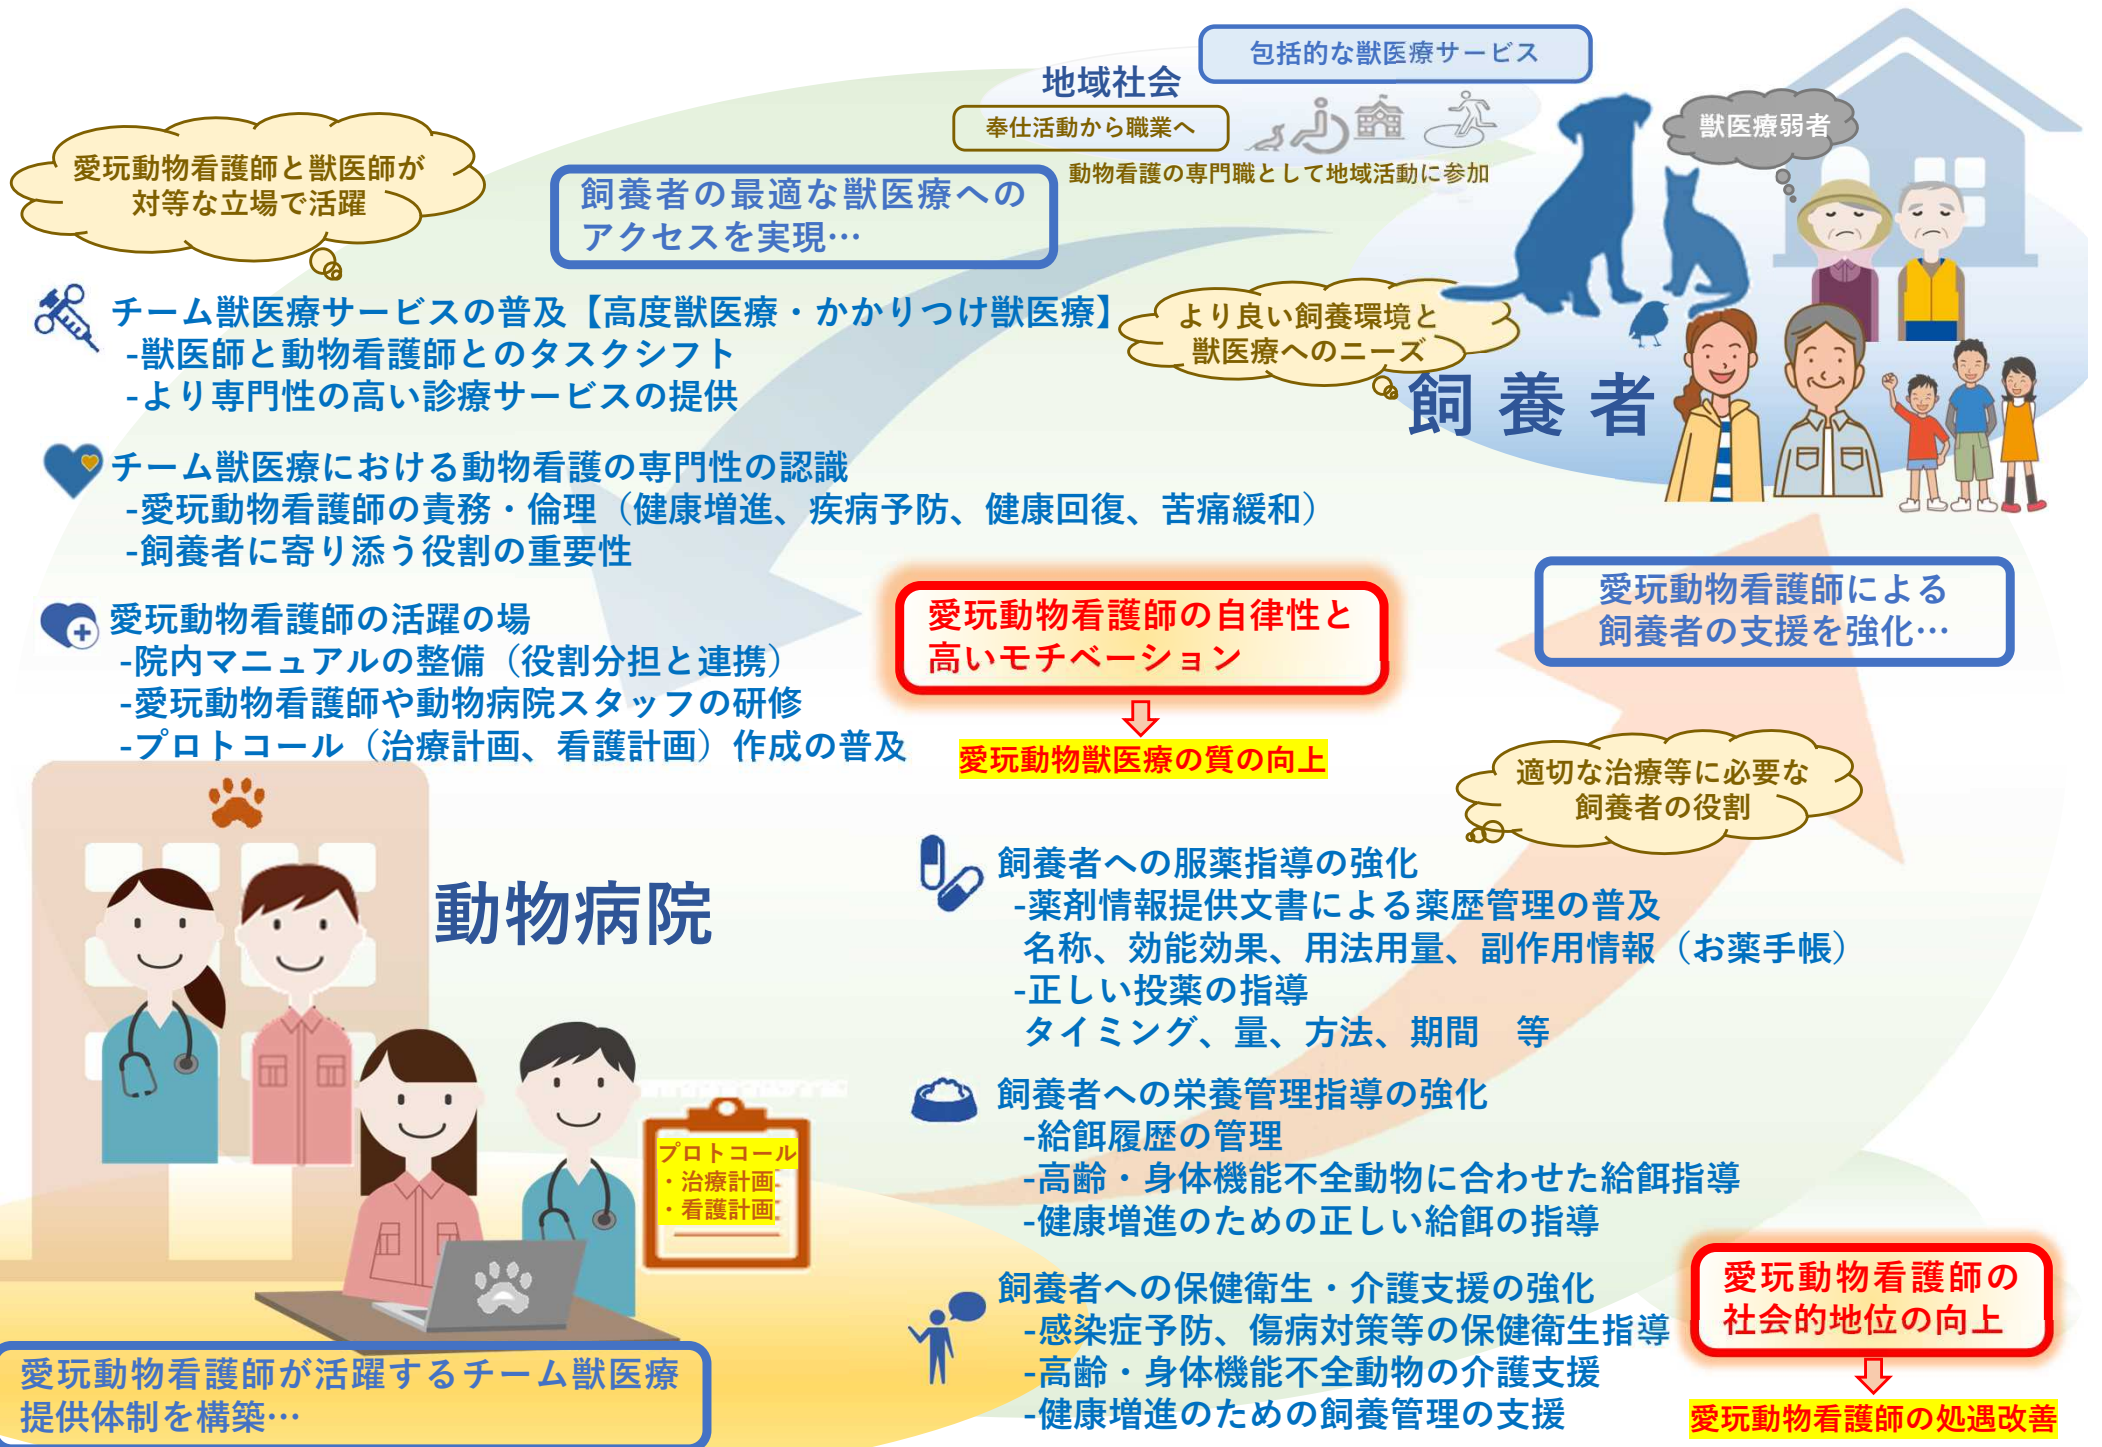 包括的な獣医療サービス
地域社会
奉仕活動から職業へ
動物看護の専門職として地域活動に参加
獣医療弱者
愛玩動物看護師と獣医師が
対等な立場で活躍
飼養者の最適な獣医療への
アクセスを実現…
チーム獣医療サービスの普及【高度獣医療・かかりつけ獣医療】
-獣医師と動物看護師とのタスクシフト
-より専門性の高い診療サービスの提供
より良い飼養環境と
獣医療へのニーズ
飼養者
チーム獣医療における動物看護の専門性の認識
-愛玩動物看護師の責務・倫理（健康増進、疾病予防、健康回復、苦痛緩和）
-飼養者に寄り添う役割の重要性
愛玩動物看護師の活躍の場
-院内マニュアルの整備（役割分担と連携）
-愛玩動物看護師や動物病院スタッフの研修
-プロトコール（治療計画、看護計画）作成の普及
愛玩動物看護師の自律性と
高いモチベーション
愛玩動物獣医療の質の向上
愛玩動物看護師による
飼養者の支援を強化…
適切な治療等に必要な
飼養者の役割
動物病院
飼養者への服薬指導の強化
-薬剤情報提供文書による薬歴管理の普及
名称、効能効果、用法用量、副作用情報（お薬手帳）
-正しい投薬の指導
タイミング、量、方法、期間　等
飼養者への栄養管理指導の強化
-給餌履歴の管理
-高齢・身体機能不全動物に合わせた給餌指導
-健康増進のための正しい給餌の指導
プロトコール
・治療計画
・看護計画
飼養者への保健衛生・介護支援の強化
-感染症予防、傷病対策等の保健衛生指導
-高齢・身体機能不全動物の介護支援
-健康増進のための飼養管理の支援
愛玩動物看護師の
社会的地位の向上
愛玩動物看護師の処遇改善
愛玩動物看護師が活躍するチーム獣医療
提供体制を構築…